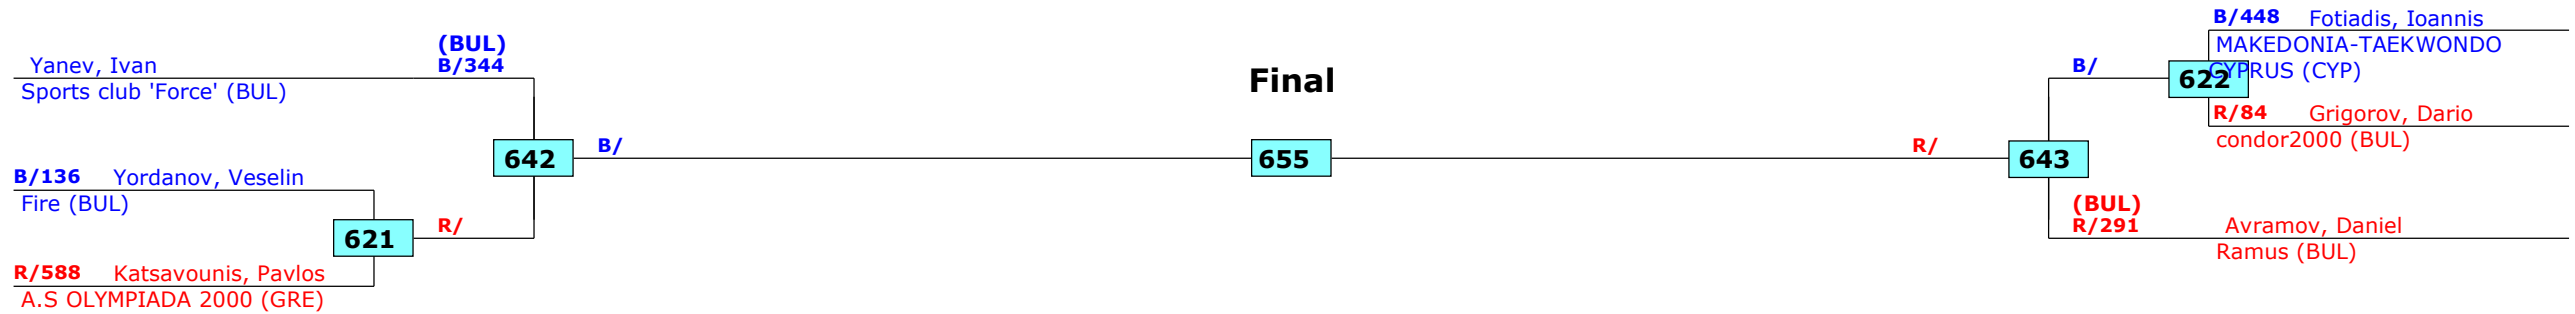 (BUL)
Yanev, Ivan B/344
Sports club 'Force' (BUL)
642
B/
B/136 Yordanov, Veselin
Fire (BUL)
621
R/
R/588 Katsavounis, Pavlos
A.S OLYMPIADA 2000 (GRE)
Final
655
B/448 Fotiadis, Ioannis
MAKEDONIA-TAEKWONDO
CYPRUS (CYP)
B/
622
R/84 Grigorov, Dario
condor2000 (BUL)
R/
643
(BUL)
R/291 Avramov, Daniel
Ramus (BUL)